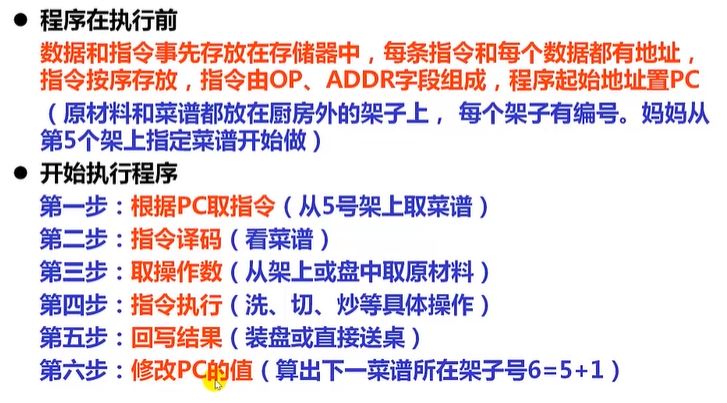 ● 程序在执行前
数据和指令事先存放在存储器中，每条指令和每个数据都有地址，
指令按序存放，指令由OP、ADDR字段组成，程序起始地址置PC
（原材料和菜谱都放在厨房外的架子上， 每个架子有编号。妈妈从
第5个架上指定菜谱开始做）
● 开始执行程序
第一步：根据PC取指令（从5号架上取菜谱）
第二步：指令译码（看菜谱）
第三步：取操作数（从架上或盘中取原材料）
第四步：指令执行（洗、切、炒等具体操作）
第五步：回写结果（装盘或直接送桌）
第六步：修改PC的值（算出下一菜谱所在架子号6=5+1）